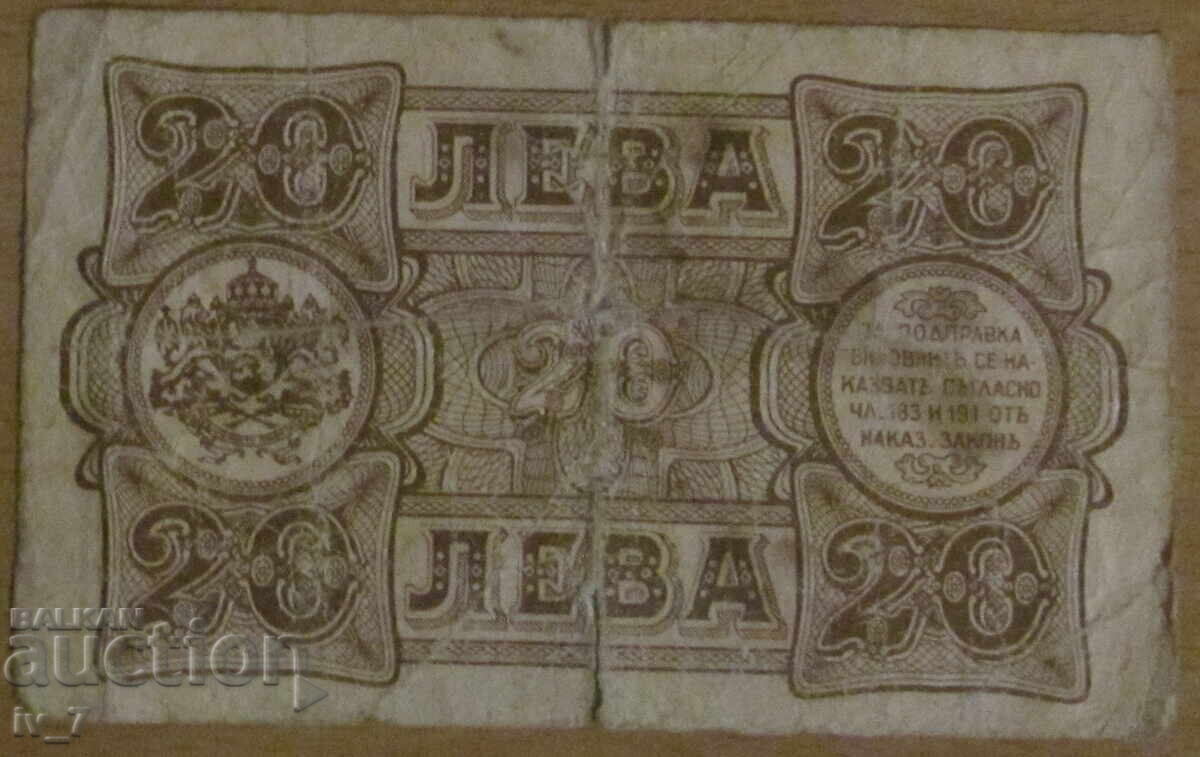 20 ЛЕВА 20
ЗА ПОДПРАВКА
ВИНОВНИТѢ СЕ НА-
КАЗВАТЪ СЪГЛАСНО
ЧЛ. 183 И 191 ОТЪ
НАКАЗ. ЗАКОНЪ
20
20 ЛЕВА 20
BALKAN
auction
iv_7